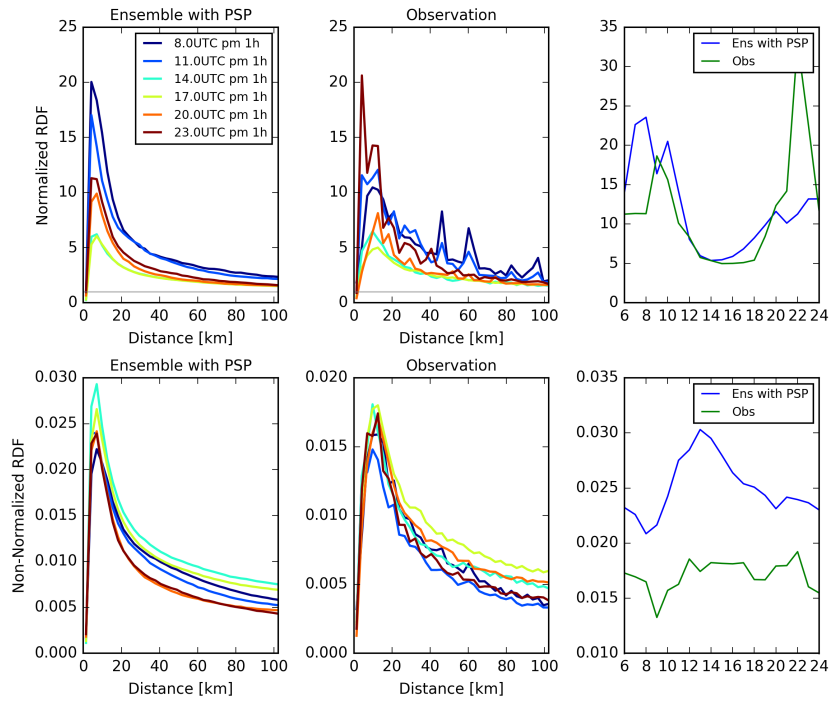 Ensemble with PSP
Observation
Normalized RDF
25
20
15
10
5
0
8.0UTC pm 1h
11.0UTC pm 1h
14.0UTC pm 1h
17.0UTC pm 1h
20.0UTC pm 1h
23.0UTC pm 1h
0 20 40 60 80 100
Distance [km]
25
20
15
10
5
0
0 20 40 60 80 100
Distance [km]
35
30
25
20
15
10
5
0
Ens with PSP
Obs
6 8 10 12 14 16 18 20 22 24
Ensemble with PSP
Observation
Non-Normalized RDF
0.030
0.025
0.020
0.015
0.010
0.005
0.000
0 20 40 60 80 100
Distance [km]
0.020
0.015
0.010
0.005
0.000
0 20 40 60 80 100
Distance [km]
0.035
0.030
0.025
0.020
0.015
0.010
Ens with PSP
Obs
6 8 10 12 14 16 18 20 22 24